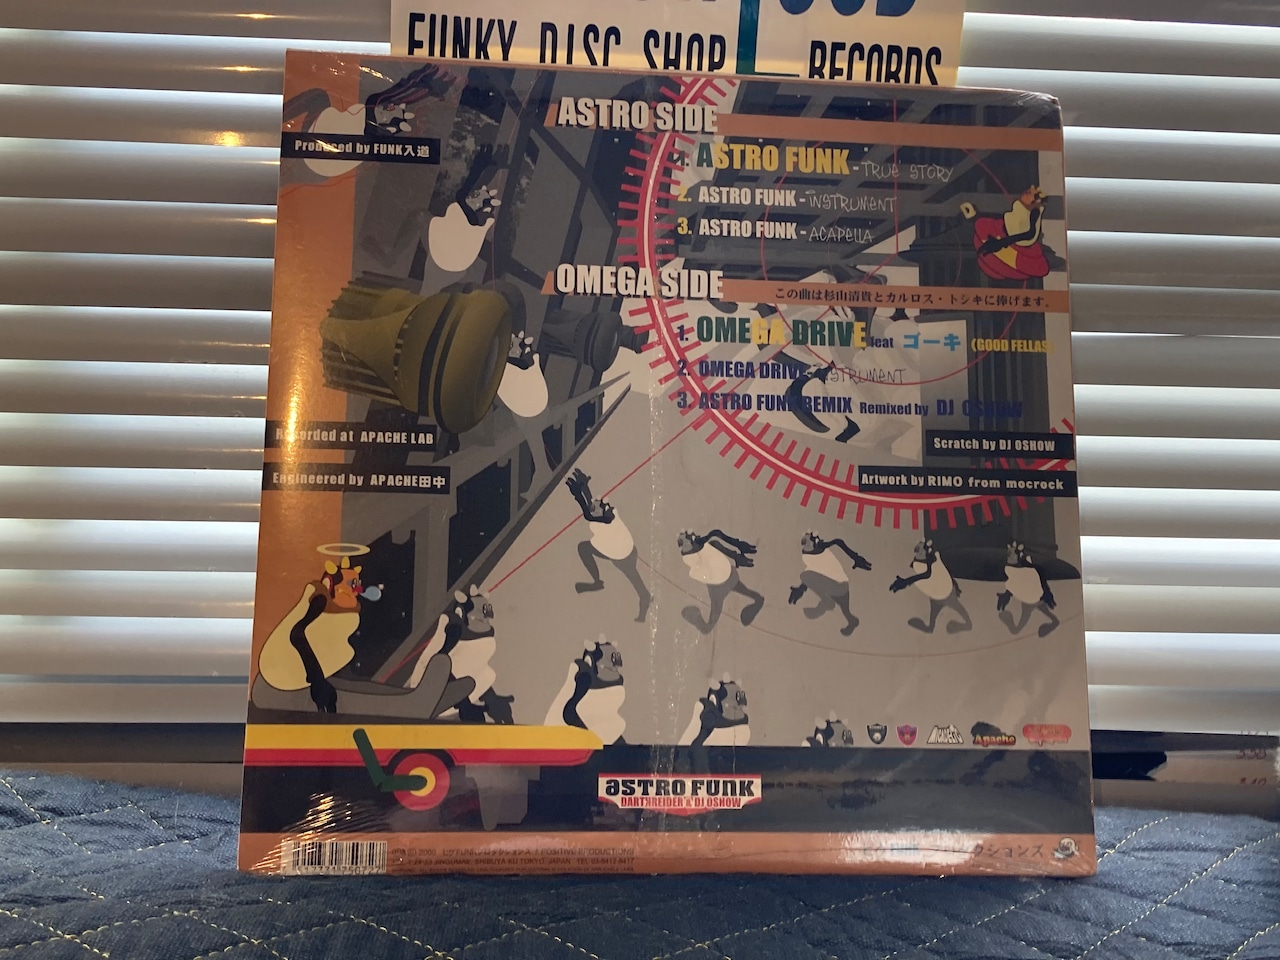 FUNKY DISC SHOP RECORDS
ASTRO SIDE
Produced by FUNK入道
1. ASTRO FUNK - TRUE STORY
2. ASTRO FUNK - INSTRUMENT
3. ASTRO FUNK - ACAPELLA
OMEGA SIDE
この曲は杉山清貴とカルロス・トシキに捧げます。
1. OMEGA DRIVE feat ゴーキ (GOOD FELLAS)
2. OMEGA DRIVE - INSTRUMENT
3. ASTRO FUNK REMIX Remixed by DJ OSHOW
Recorded at APACHE LAB
Scratch by DJ OSHOW
Engineered by APACHE田中
Artwork by RIMO from mocrock
Apache
ASTRO FUNK
DARTHREIDER & DJ OSHOW